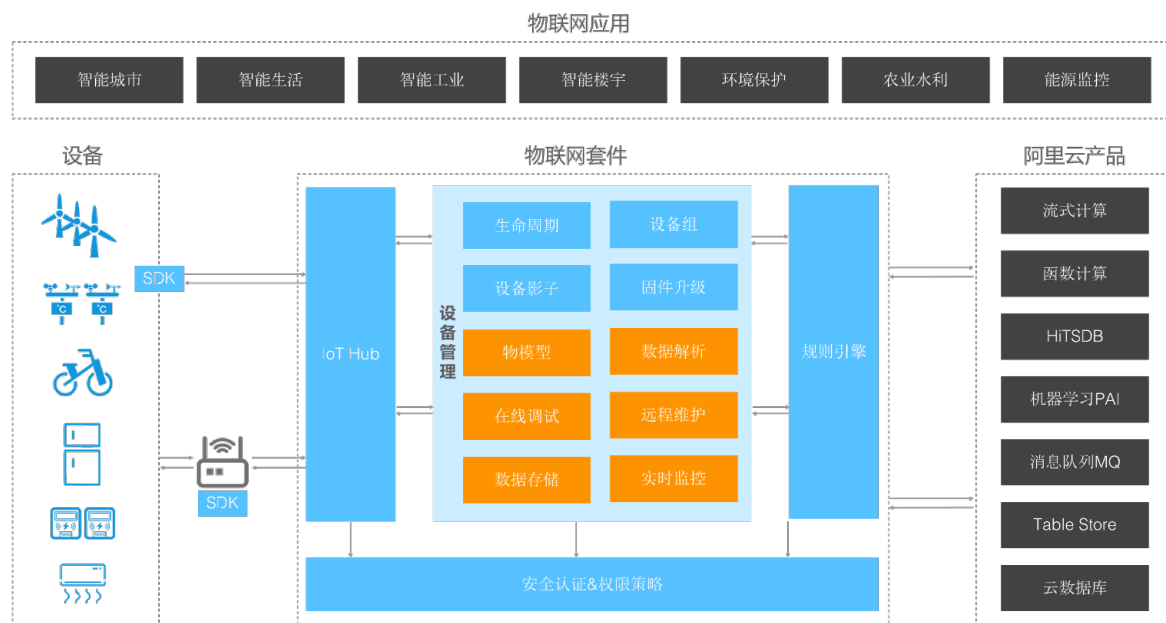 物联网应用
智能城市
智能生活
智能工业
智能楼宇
环境保护
农业水利
能源监控
设备
物联网套件
阿里云产品
SDK
SDK
IoT Hub
设备管理
生命周期
设备组
设备影子
固件升级
物模型
数据解析
在线调试
远程维护
数据存储
实时监控
规则引擎
安全认证&权限策略
流式计算
函数计算
HiTSDB
机器学习PAI
消息队列MQ
Table Store
云数据库